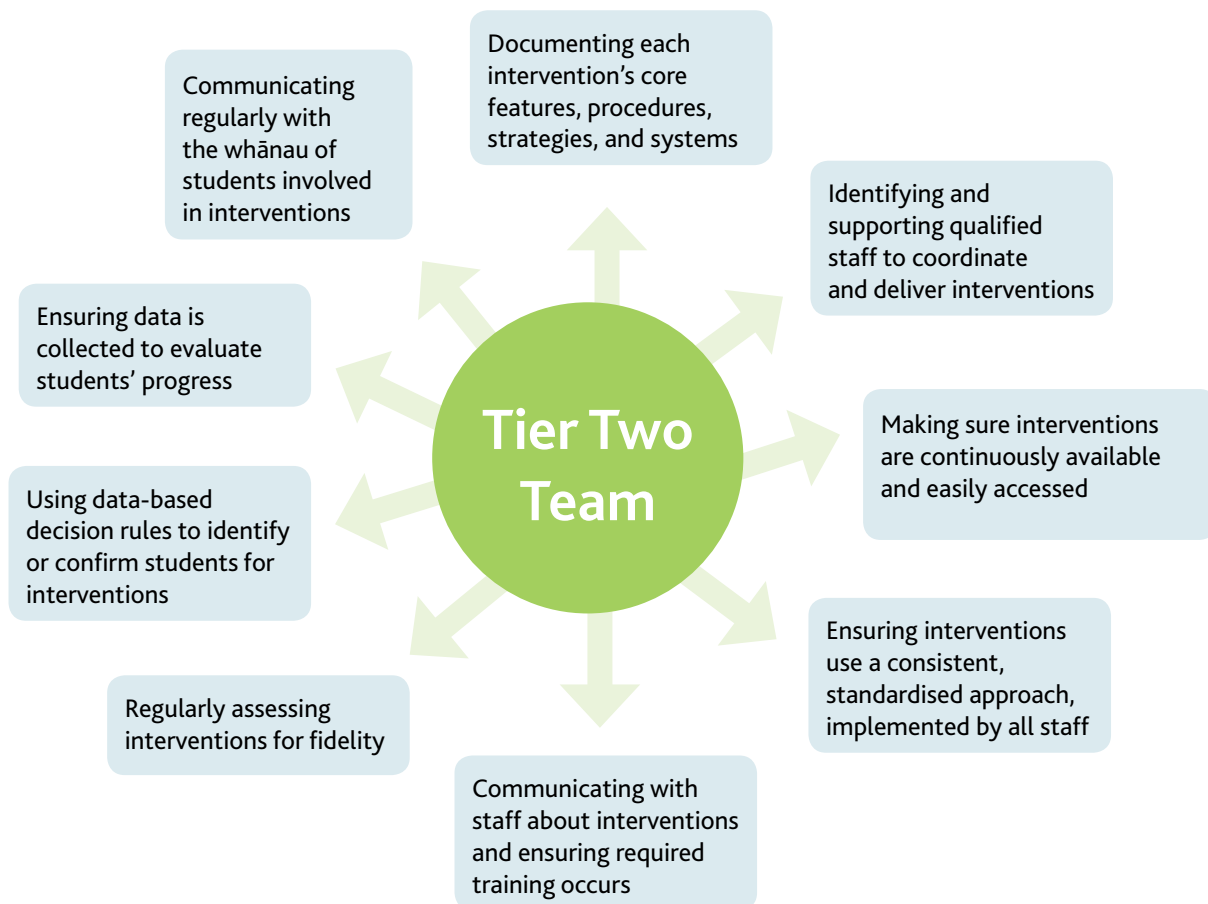 Documenting each
intervention's core
features, procedures,
strategies, and systems
Identifying and
supporting qualified
staff to coordinate
and deliver interventions
Making sure interventions
are continuously available
and easily accessed
Ensuring interventions
use a consistent,
standardised approach,
implemented by all staff
Communicating with
staff about interventions
and ensuring required
training occurs
Regularly assessing
interventions for fidelity
Using data-based
decision rules to identify
or confirm students for
interventions
Ensuring data is
collected to evaluate
students' progress
Communicating
regularly with
the whānau of
students involved
in interventions
Tier Two
Team